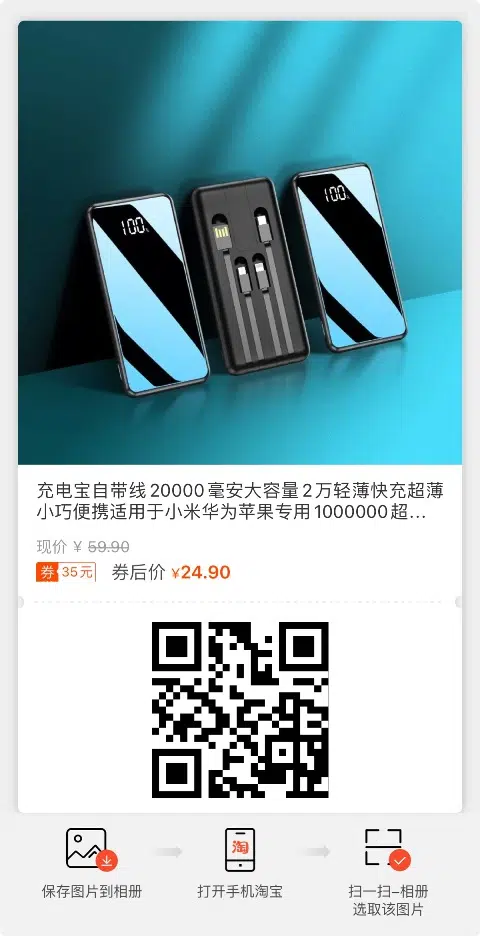 100%
100%
充电宝自带线20000毫安大容量2万轻薄快充超薄
小巧便携适用于小米华为苹果专用1000000超...
现价 ¥ 59.90
券 35元 券后价 ¥24.90
淘
保存图片到相册
打开手机淘宝
扫一扫-相册
选取该图片